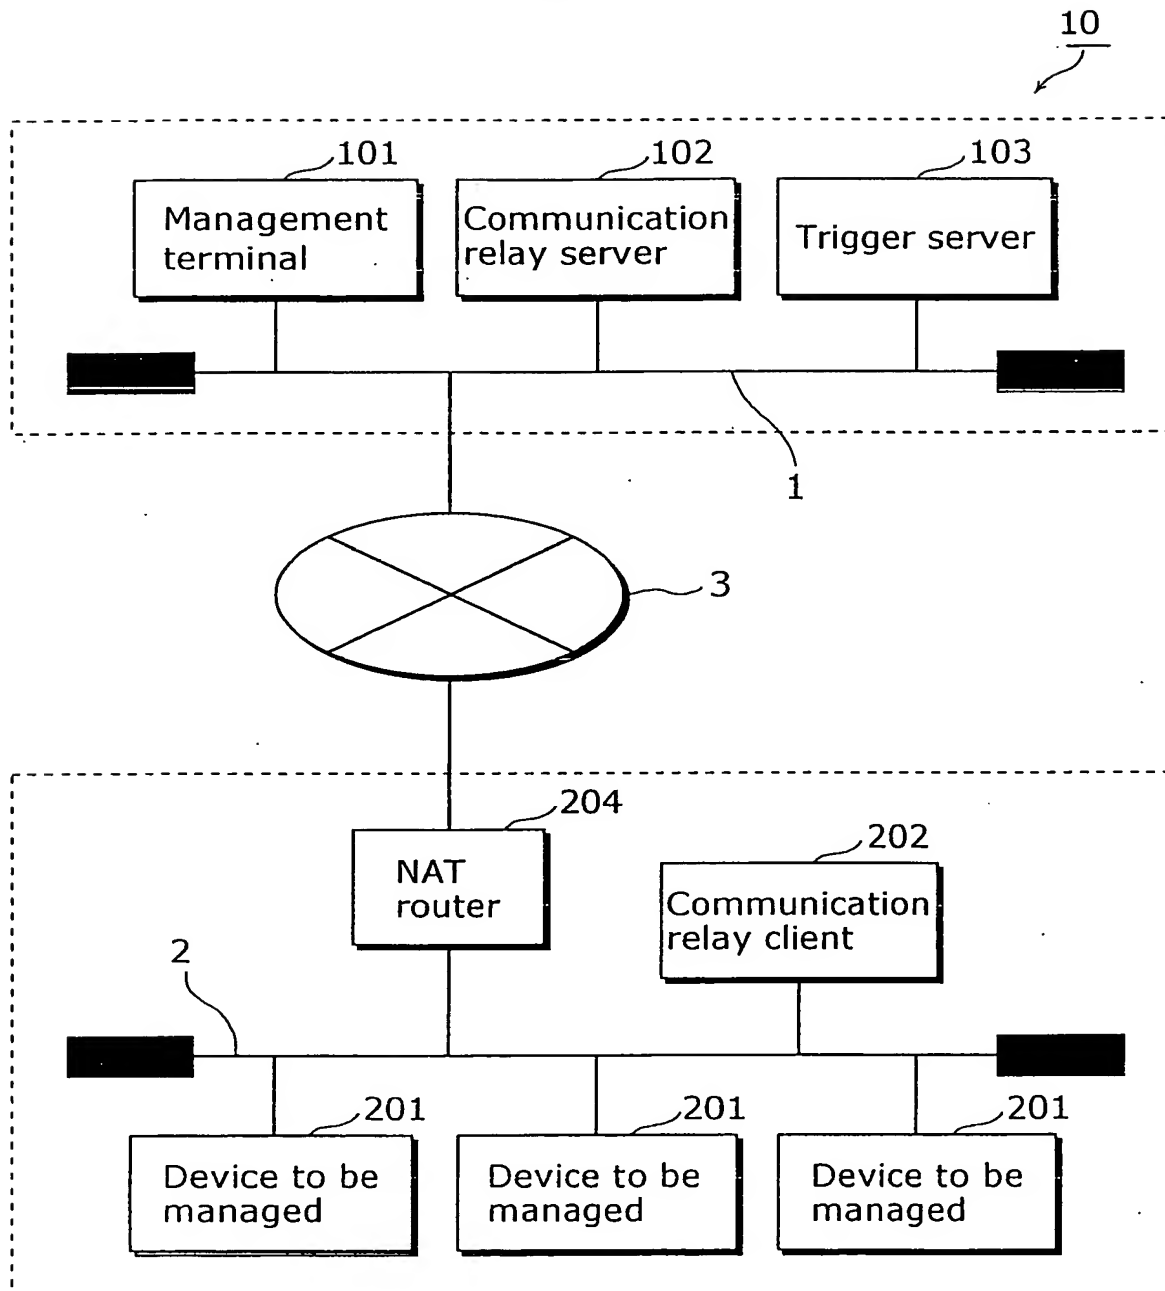 10
101
102
103
Management
terminal
Communication
relay server
Trigger server
1
3
204
NAT
router
202
Communication
relay client
2
201
201
201
Device to be
managed
Device to be
managed
Device to be
managed